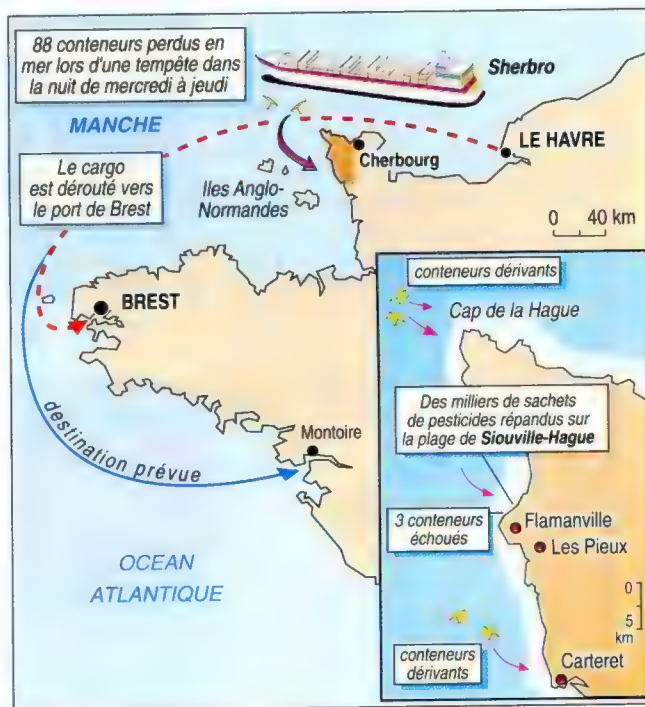 88 conteneurs perdus en
mer lors d'une tempête dans
la nuit de mercredi à jeudi
Sherbro
MANCHE
LE HAVRE
Cherbourg
Le cargo
est dérouté vers
le port de Brest
Iles Anglo-
Normandes
0 40 km
BREST
destination prévue
Montoire
OCEAN
ATLANTIQUE
conteneurs dérivants
Cap de la Hague
Des milliers de sachets
de pesticides répandus sur
la plage de Siouville-Hague
3 conteneurs
échoués
Flamanville
Les Pieux
0
5
km
conteneurs
dérivants
Carteret